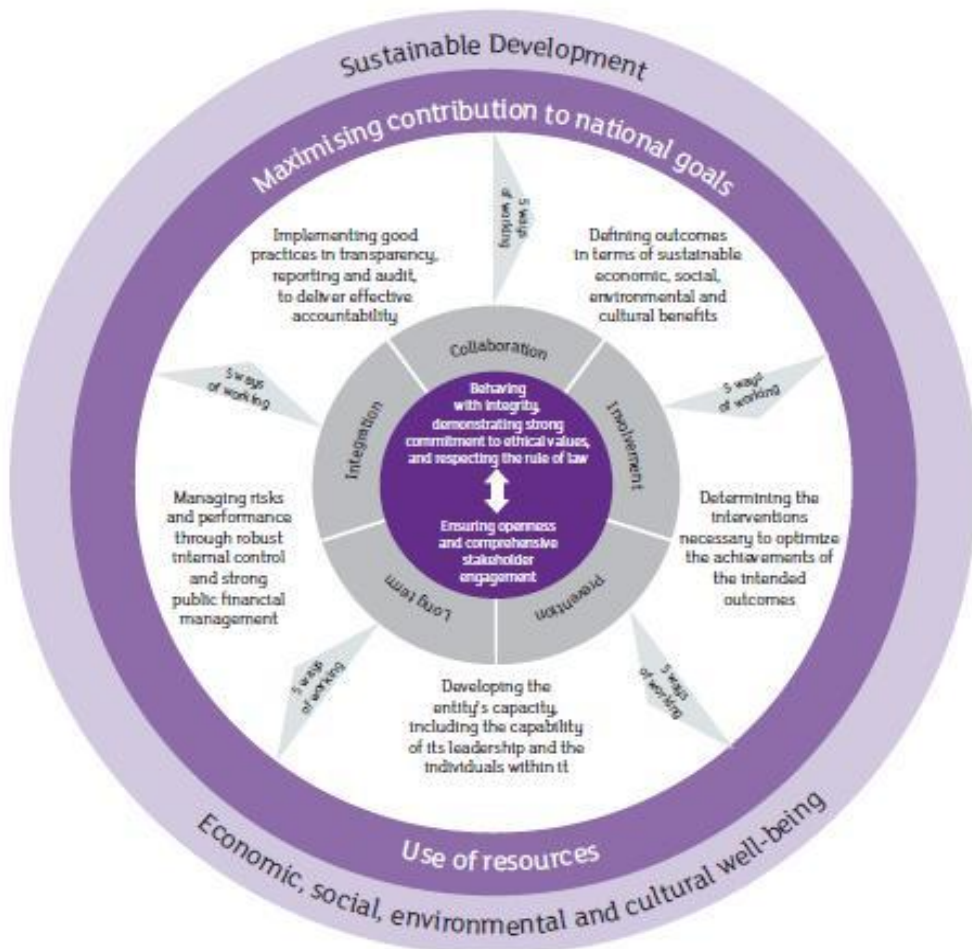 Sustainable Development
Maximising contribution to national goals
5 ways
of working
Implementing good
practices in transparency,
reporting and audit,
to deliver effective
accountability
Defining outcomes
in terms of sustainable
economic, social,
environmental and
cultural benefits
Collaboration
5 ways
of working
5 ways
of working
Integration
Involvement
Behaving
with integrity,
demonstrating strong
commitment to ethical values,
and respecting the rule of law
Ensuring openness
and comprehensive
stakeholder
engagement
Managing risks
and performance
through robust
internal control
and strong
public financial
management
Determining the
interventions
necessary to optimize
the achievements of
the intended
outcomes
Long term
Prevention
5 ways
of working
5 ways
of working
Developing the
entity's capacity,
including the capability
of its leadership and the
individuals within it
Use of resources
Economic, social, environmental and cultural well-being